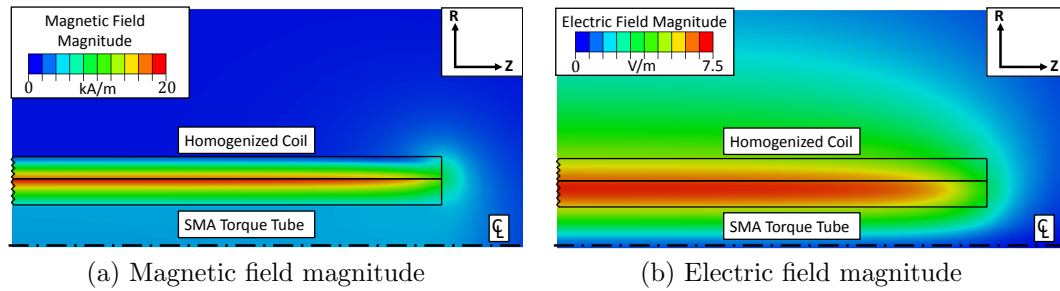 Magnetic Field
Magnitude
0
20
kA/m
R
Z
Homogenized Coil
SMA Torque Tube
℄
(a) Magnetic field magnitude
Electric Field Magnitude
0
V/m
7.5
R
Z
Homogenized Coil
SMA Torque Tube
℄
(b) Electric field magnitude